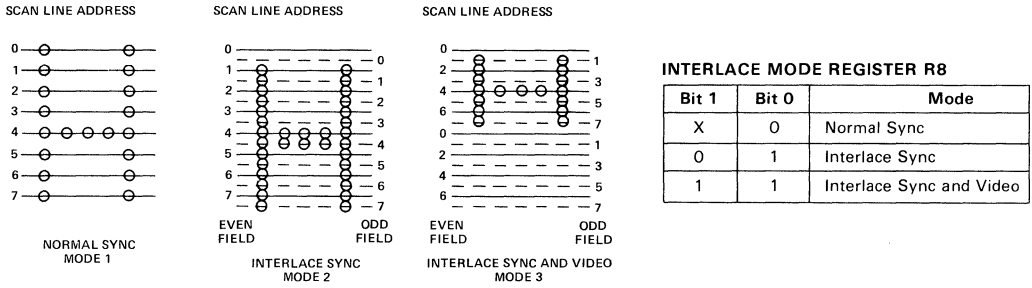 SCAN LINE ADDRESS
0
1
2
3
4
5
6
7
NORMAL SYNC
MODE 1
SCAN LINE ADDRESS
0
0
1
1
2
2
3
3
4
4
5
5
6
6
7
7
EVEN
FIELD
ODD
FIELD
INTERLACE SYNC
MODE 2
SCAN LINE ADDRESS
0
1
2
3
4
5
6
7
0
1
2
3
4
5
6
7
EVEN
FIELD
ODD
FIELD
INTERLACE SYNC AND VIDEO
MODE 3
INTERLACE MODE REGISTER R8
Bit 1 Bit 0 Mode
X 0 Normal Sync
0 1 Interlace Sync
1 1 Interlace Sync and Video